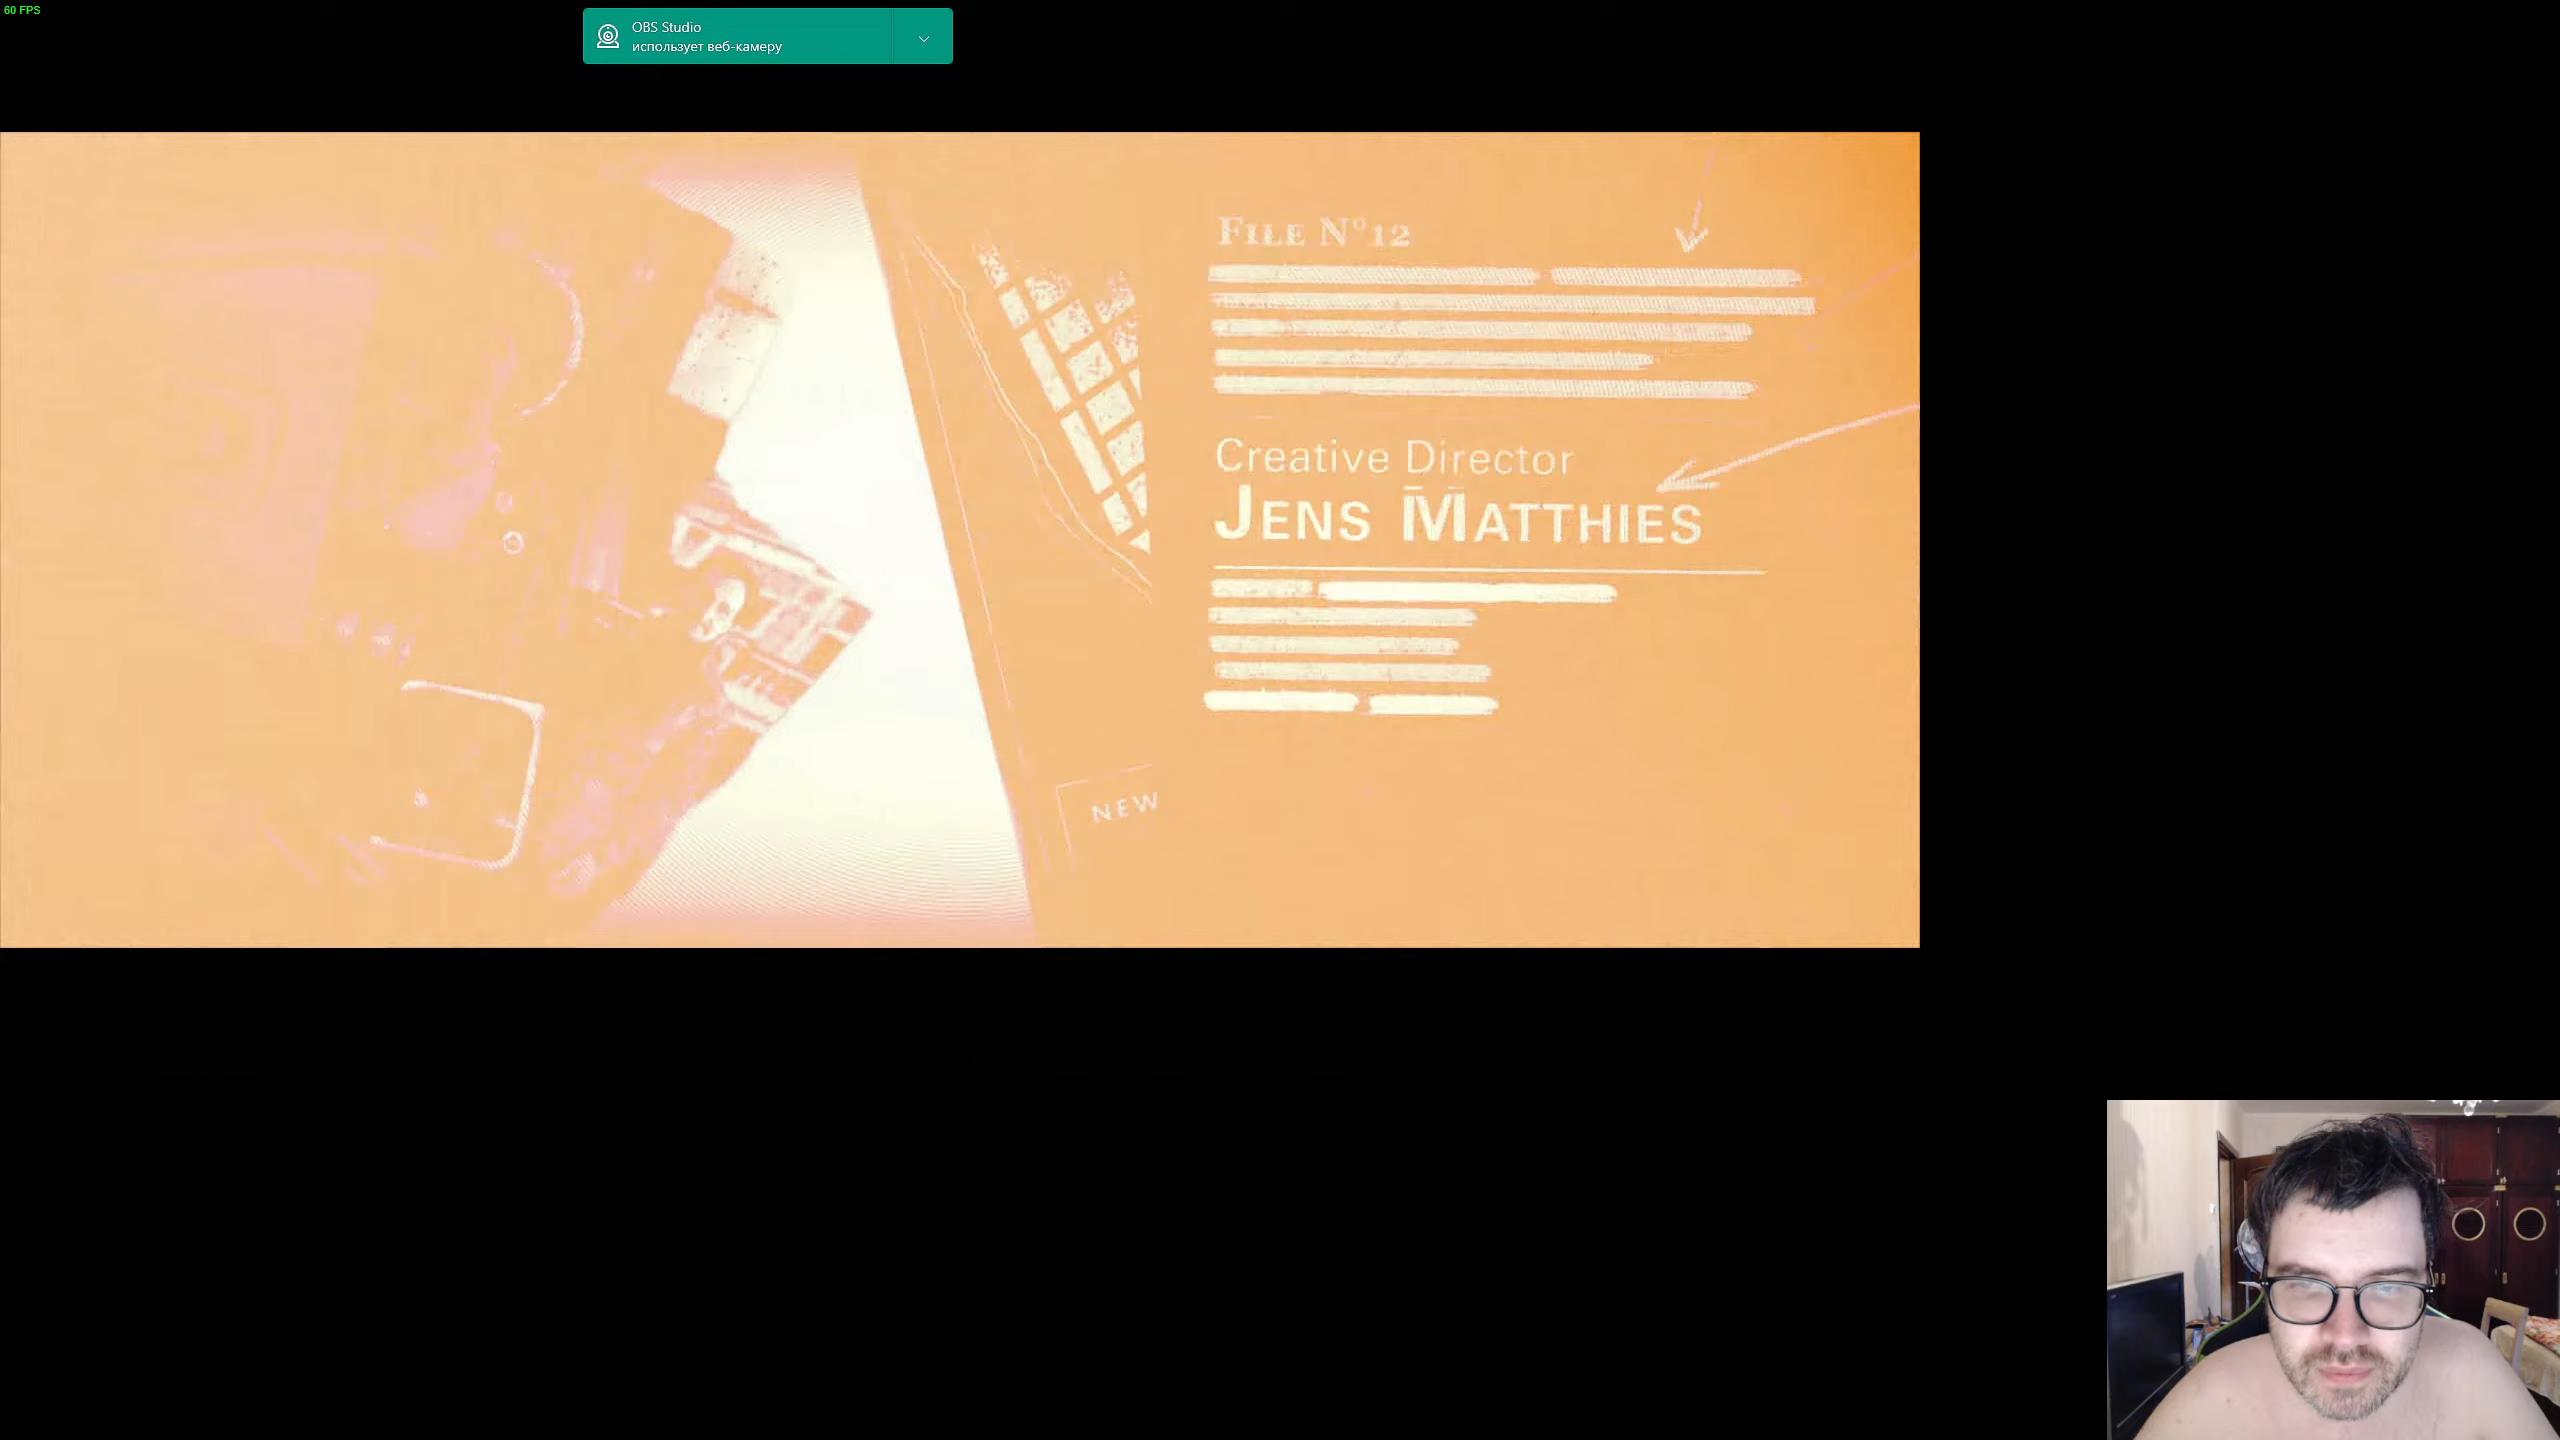 60 FPS
OBS Studio
использует веб-камеру
FILE N°12
Creative Director
JENS MATTHIES
NEW